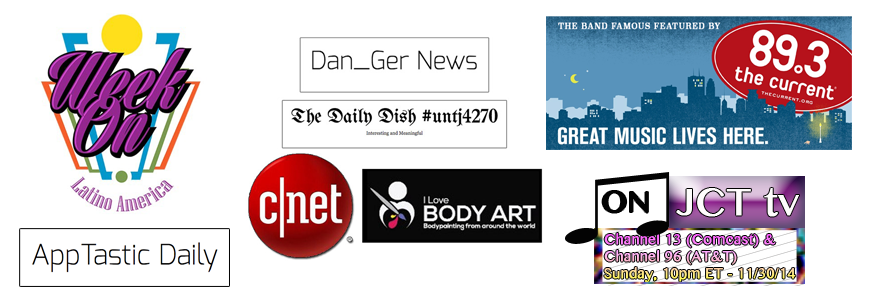 Week
On
Latino America
AppTastic Daily
Dan_Ger News
The Daily Dish #untj4270
Interesting and Meaningful
c|net
®
I Love
BODY ART
Bodypainting from around the world
THE BAND FAMOUS FEATURED BY
89.3
the current®
THECURRENT.ORG
GREAT MUSIC LIVES HERE.
ON JCT tv
Channel 13 (Comcast) &
Channel 96 (AT&T)
Sunday, 10pm ET - 11/30/14